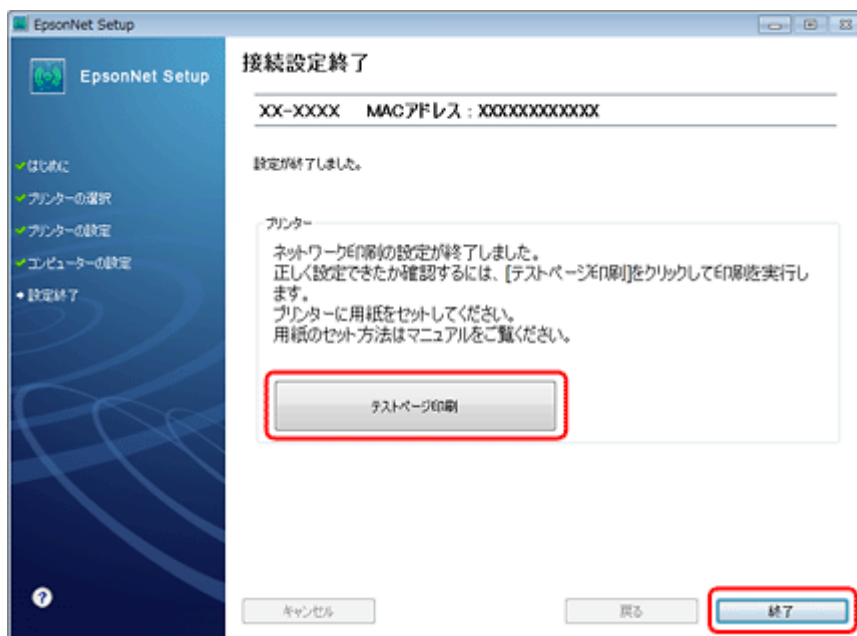 EpsonNet Setup
EpsonNet Setup
はじめに
プリンターの選択
プリンターの設定
コンピューターの設定
設定終了
接続設定終了
XX-XXXX MACアドレス：XXXXXXXXXXXX
設定が終了しました。
プリンター
ネットワーク印刷の設定が終了しました。
正しく設定できたか確認するには、[テストページ印刷]をクリックして印刷を実行し
ます。
プリンターに用紙をセットしてください。
用紙のセット方法はマニュアルをご覧ください。
テストページ印刷
?
キャンセル
戻る
終了